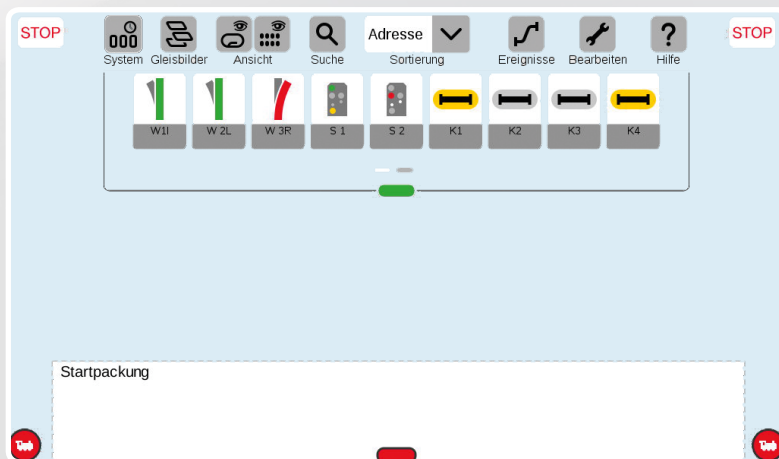 STOP
Adresse
STOP
System Gleisbilder Ansicht Suche Sortierung Ereignisse Bearbeiten Hilfe
W1l W 2L W 3R S 1 S 2 K1 K2 K3 K4
Startpackung